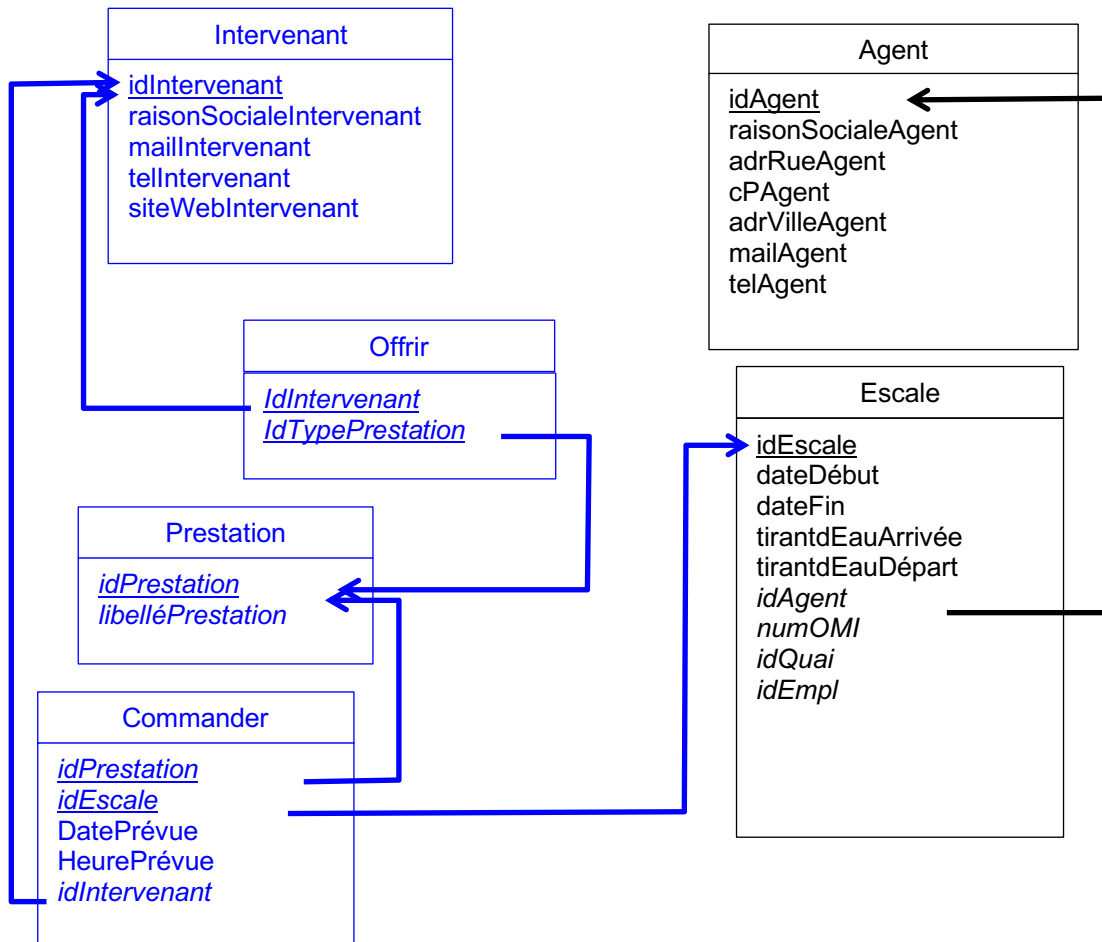 Intervenant
idIntervenant
raisonSocialeIntervenant
mailIntervenant
telIntervenant
siteWebIntervenant
Agent
idAgent
raisonSocialeAgent
adrRueAgent
cPAgent
adrVilleAgent
mailAgent
telAgent
Offrir
IdIntervenant
IdTypePrestation
Escale
idEscale
dateDébut
dateFin
tirantdEauArrivée
tirantdEauDépart
idAgent
numOMI
idQuai
idEmpl
Prestation
idPrestation
libelléPrestation
Commander
idPrestation
idEscale
DatePrévue
HeurePrévue
idIntervenant